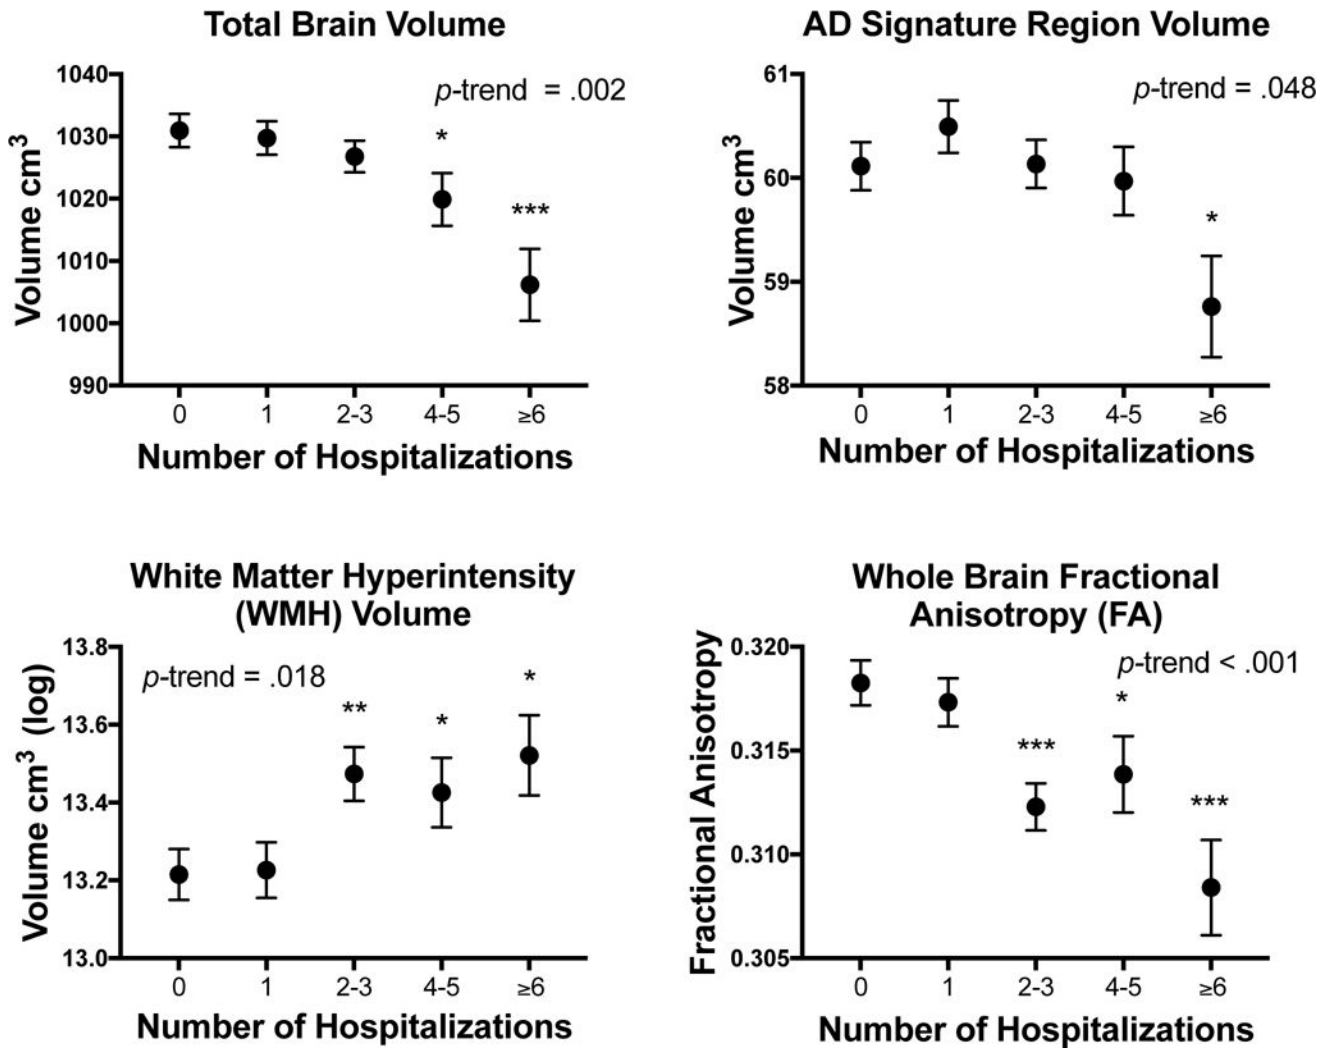 Total Brain Volume
p-trend = .002
Volume cm³
1040
1030
1020
1010
1000
990
*
***
0 1 2-3 4-5 ≥6
Number of Hospitalizations
AD Signature Region Volume
p-trend = .048
Volume cm³
61
60
59
58
*
0 1 2-3 4-5 ≥6
Number of Hospitalizations
White Matter Hyperintensity
(WMH) Volume
p-trend = .018
Volume cm³ (log)
13.8
13.6
13.4
13.2
13.0
**
*
*
0 1 2-3 4-5 ≥6
Number of Hospitalizations
Whole Brain Fractional
Anisotropy (FA)
p-trend < .001
Fractional Anisotropy
0.320
0.315
0.310
0.305
***
*
***
0 1 2-3 4-5 ≥6
Number of Hospitalizations